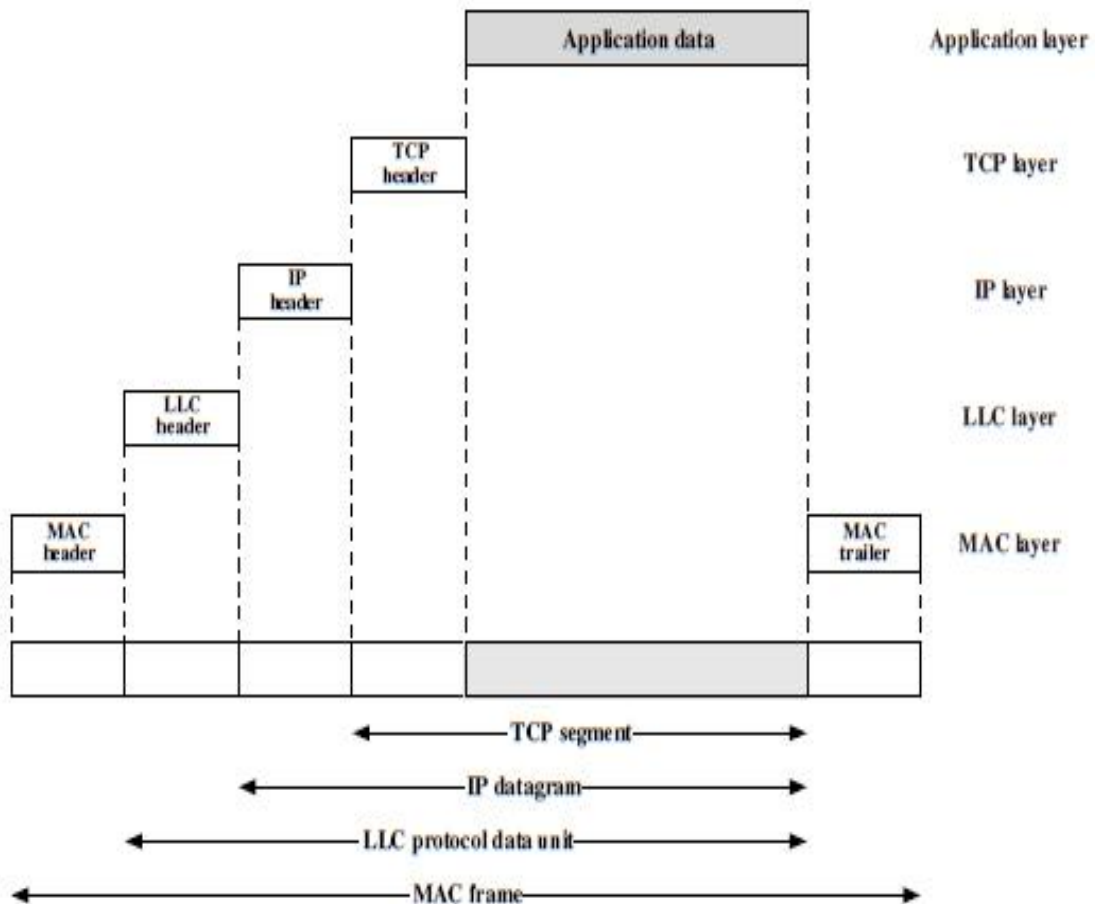 Application data
Application layer
TCP
header
TCP layer
IP
header
IP layer
LLC
header
LLC layer
MAC
header
MAC
trailer
MAC layer
TCP segment
IP datagram
LLC protocol data unit
MAC frame